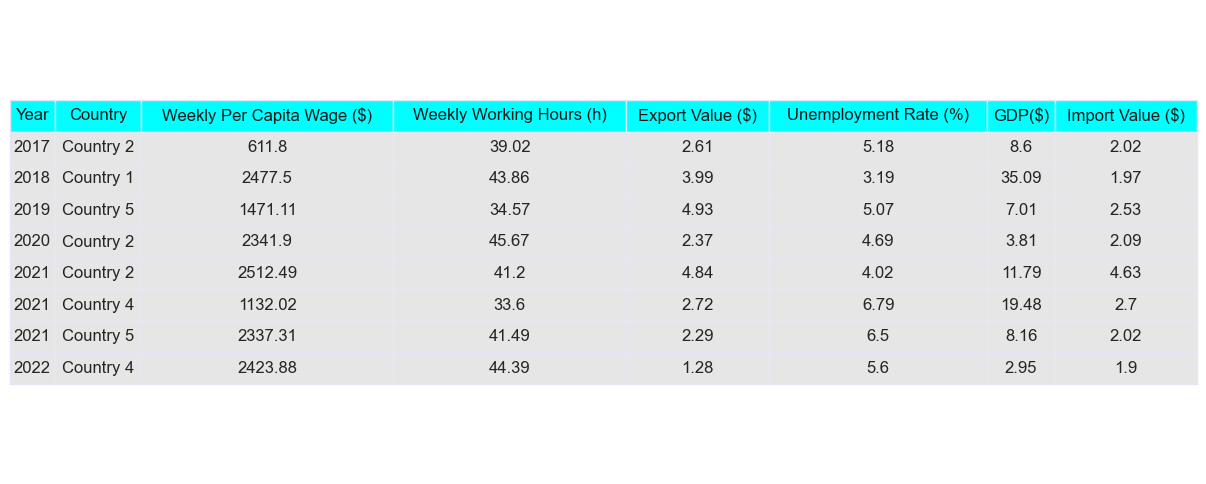 Year Country Weekly Per Capita Wage ($) Weekly Working Hours (h) Export Value ($) Unemployment Rate (%) GDP($) Import Value ($)
2017 Country 2 611.8 39.02 2.61 5.18 8.6 2.02
2018 Country 1 2477.5 43.86 3.99 3.19 35.09 1.97
2019 Country 5 1471.11 34.57 4.93 5.07 7.01 2.53
2020 Country 2 2341.9 45.67 2.37 4.69 3.81 2.09
2021 Country 2 2512.49 41.2 4.84 4.02 11.79 4.63
2021 Country 4 1132.02 33.6 2.72 6.79 19.48 2.7
2021 Country 5 2337.31 41.49 2.29 6.5 8.16 2.02
2022 Country 4 2423.88 44.39 1.28 5.6 2.95 1.9